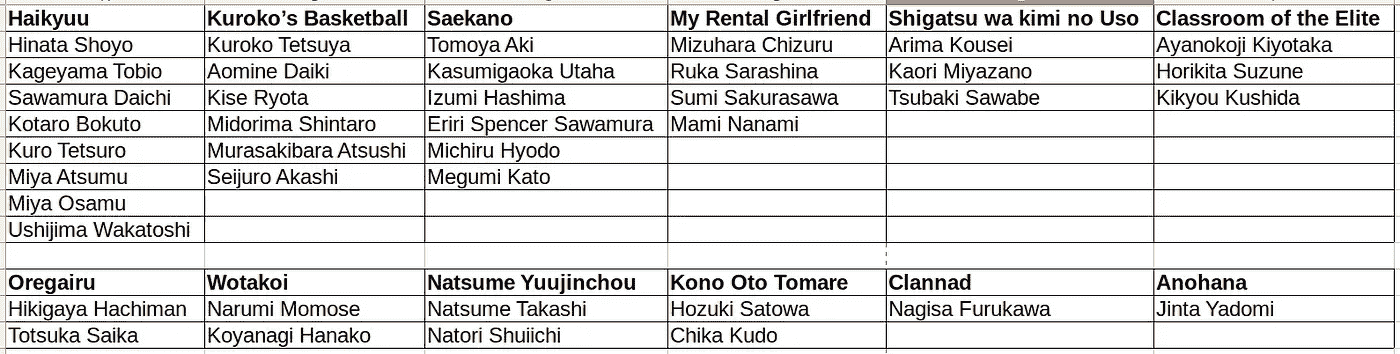 Haikyuu Kuroko’s Basketball Saekano My Rental Girlfriend Shigatsu wa kimi no Uso Classroom of the Elite
Hinata Shoyo Kuroko Tetsuya Tomoya Aki Mizuhara Chizuru Arima Kousei Ayanokoji Kiyotaka
Kageyama Tobio Aomine Daiki Kasumigaoka Utaha Ruka Sarashina Kaori Miyazano Horikita Suzune
Sawamura Daichi Kise Ryota Izumi Hashima Sumi Sakurasawa Tsubaki Sawabe Kikyou Kushida
Kotaro Bokuto Midorima Shintaro Eriri Spencer Sawamura Mami Nanami
Kuro Tetsuro Murasakibara Atsushi Michiru Hyodo
Miya Atsumu Seijuro Akashi Megumi Kato
Miya Osamu
Ushijima Wakatoshi
Oregairu Wotakoi Natsume Yuujinchou Kono Oto Tomare Clannad Anohana
Hikigaya Hachiman Narumi Momose Natsume Takashi Hozuki Satowa Nagisa Furukawa Jinta Yadomi
Totsuka Saika Koyanagi Hanako Natori Shuiichi Chika Kudo